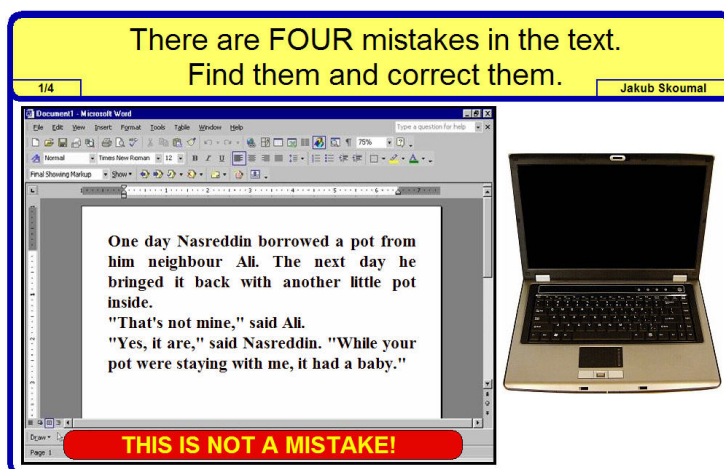 There are FOUR mistakes in the text.
Find them and correct them.
1/4
Jakub Skoumal
Document1 - Microsoft Word
File Edit View Insert Format Tools Table Window Help
Type a question for help
75%
Normal Times New Roman 12 B I U
Final Showing Markup Show
One day Nasreddin borrowed a pot from
him neighbour Ali. The next day he
bringed it back with another little pot
inside.
"That's not mine," said Ali.
"Yes, it are," said Nasreddin. "While your
pot were staying with me, it had a baby."
Draw
THIS IS NOT A MISTAKE!
Page 1